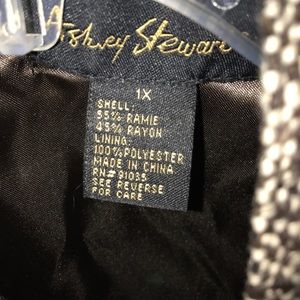 Ashley Stewart
1X
SHELL:
55% RAMIE
45% RAYON
LINING:
100% POLYESTER
MADE IN CHINA
RN# 91035
SEE REVERSE
FOR CARE